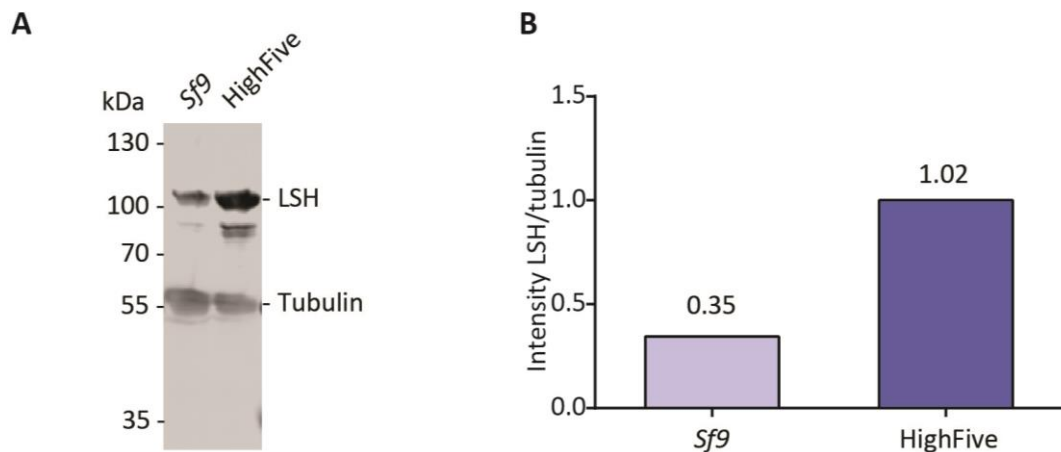 A
kDa
Sf9
HighFive
130
100
70
55
35
LSH
Tubulin
B
Intensity LSH/tubulin
1.5
1.0
0.5
0.0
0.35
1.02
Sf9
HighFive